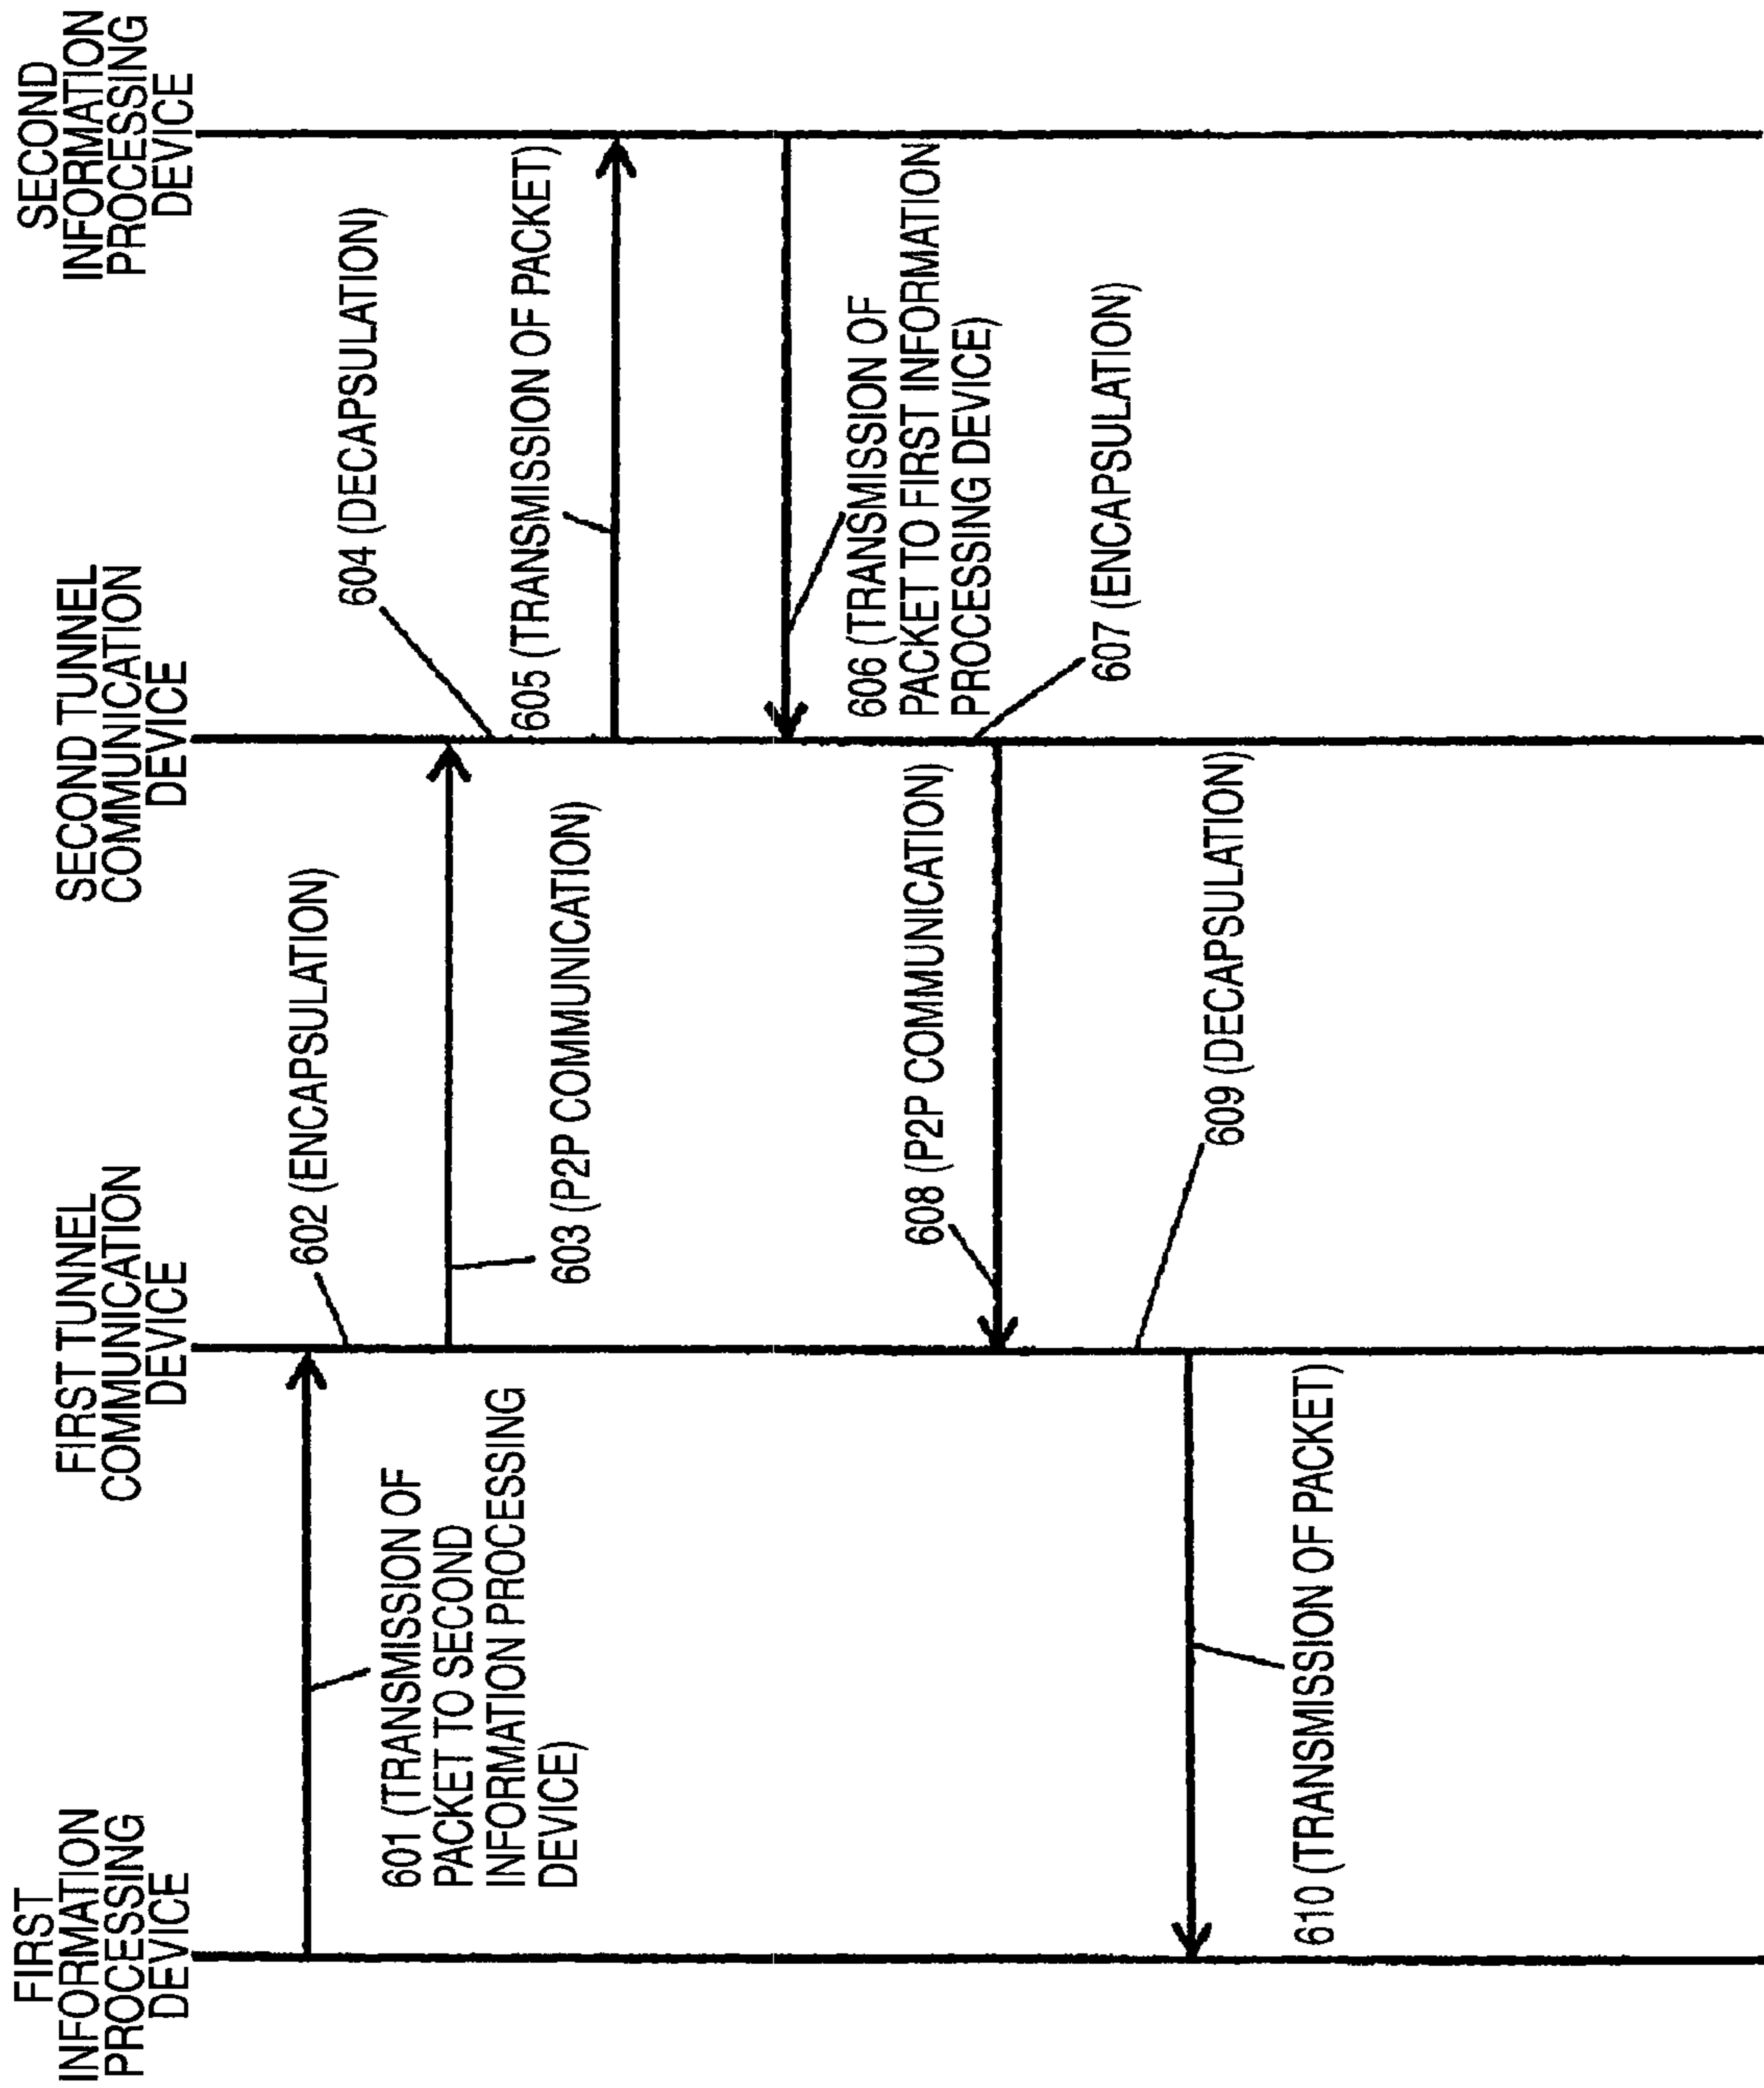 FIRST
INFORMATION
PROCESSING
DEVICE
FIRST TUNNEL
COMMUNICATION
DEVICE
SECOND TUNNEL
COMMUNICATION
DEVICE
SECOND
INFORMATION
PROCESSING
DEVICE
601 (TRANSMISSION OF
PACKET TO SECOND
INFORMATION PROCESSING
DEVICE)
602 (ENCAPSULATION)
603 (P2P COMMUNICATION)
604 (DECAPSULATION)
605 (TRANSMISSION OF PACKET)
606 (TRANSMISSION OF
PACKET TO FIRST INFORMATION
PROCESSING DEVICE)
607 (ENCAPSULATION)
608 (P2P COMMUNICATION)
609 (DECAPSULATION)
610 (TRANSMISSION OF PACKET)